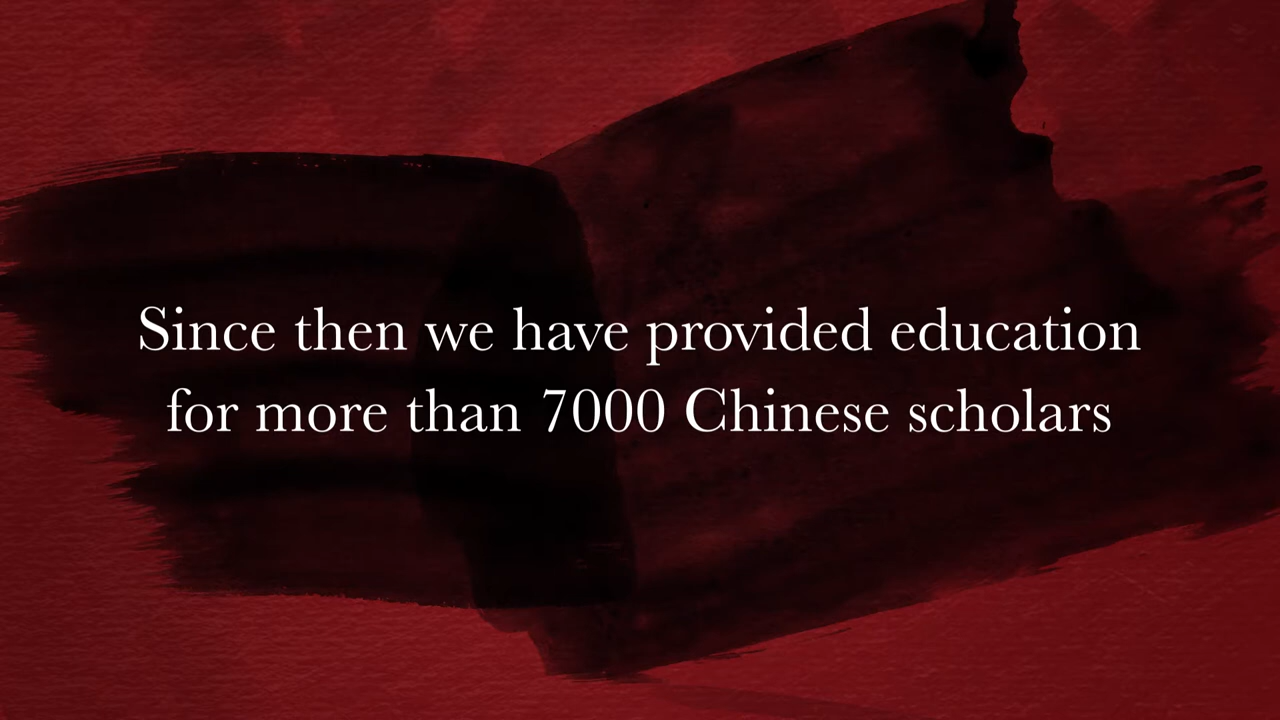 Since then we have provided education
for more than 7000 Chinese scholars